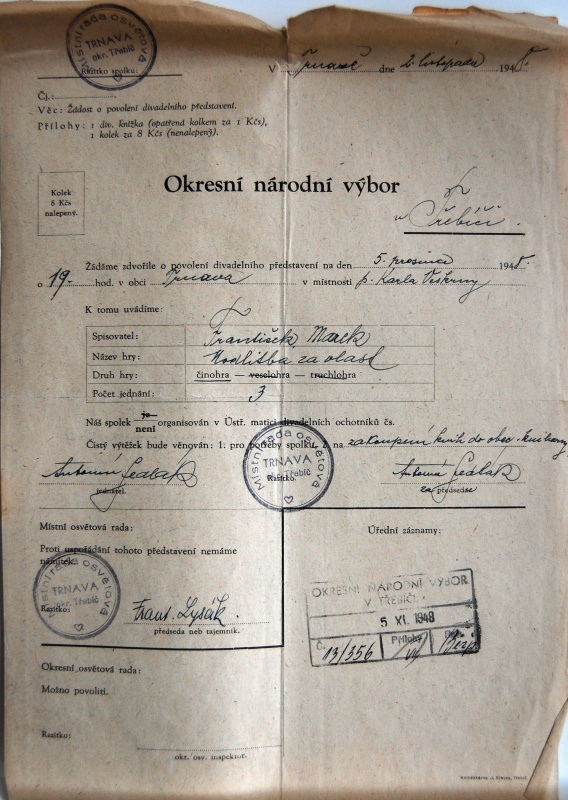 Místní rada osvětová
TRNAVA
okr. Třebíč
Razítko spolku:
V Trnavě dne 2. listopadu 1948.
Čj.:
Věc: Žádost o povolení divadelního představení.
Přílohy: 1 div. knížka (opatřená kolkem za 1 Kčs),
1 kolek za 8 Kčs (nenalepený).
Kolek
8 Kčs
nalepený.
Okresní národní výbor
v Třebíči.
Žádáme zdvořile o povolení divadelního představení na den 5. prosince 1948.
o 19. hod. v obci Trnava v místnosti p. Karla
K tomu uvádíme:
Spisovatel: František Marek
Název hry: Modlitba za vlast
Druh hry: činohra — veselohra — truchlohra
Počet jednání: 3
Náš spolek je— není organisován v Ústř. matici divadelních ochotníků čs.
Čistý výtěžek bude věnován: 1. pro potřeby spolku, 2. na zakoupení knih do obec. knihovny
Místní rada osvětová
TRNAVA
okr. Třebíč
Razítko.
Antonín Sedlák
jednatel.
Antonín Sedlák
za předseda
Místní osvětová rada:
Úřední záznamy:
Proti uspořádání tohoto představení nemáme
námitek.
Místní rada osvětová
TRNAVA
okr. Třebíč
Razítko:
Frant. Lysák.
předseda neb tajemník.
OKRESNÍ NÁRODNÍ VÝBOR
V TŘEBÍČI
5 XI. 1948
Č. 13/356 Přílohy
Okresní osvětová rada:
Možno povoliti.
Razítko:
okr. osv. inspektor.